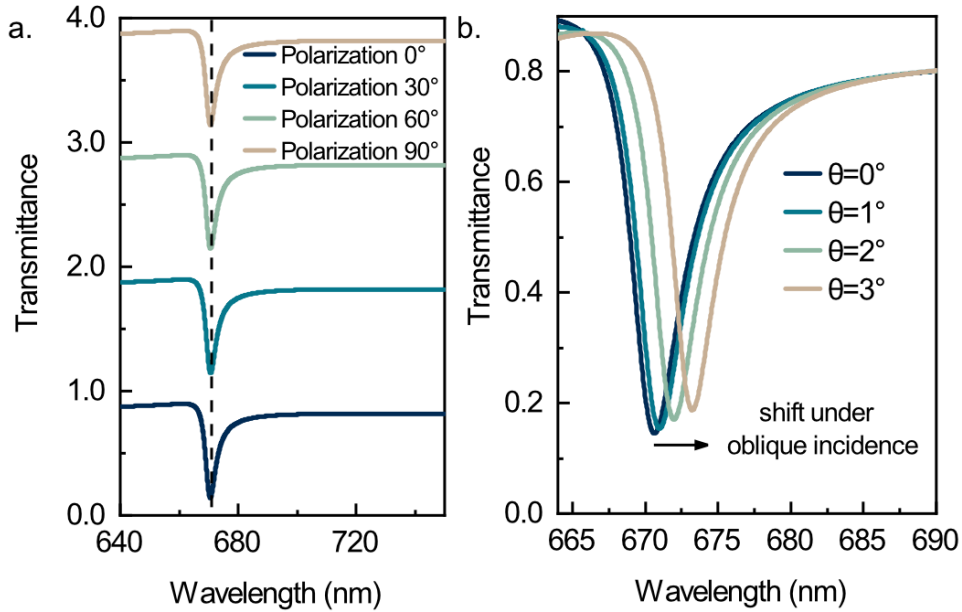 a.
Transmittance
4.0
3.0
2.0
1.0
0.0
Polarization 0°
Polarization 30°
Polarization 60°
Polarization 90°
640
680
720
Wavelength (nm)
b.
Transmittance
0.8
0.6
0.4
0.2
0.0
θ=0°
θ=1°
θ=2°
θ=3°
shift under
oblique incidence
665
670
675
680
685
690
Wavelength (nm)